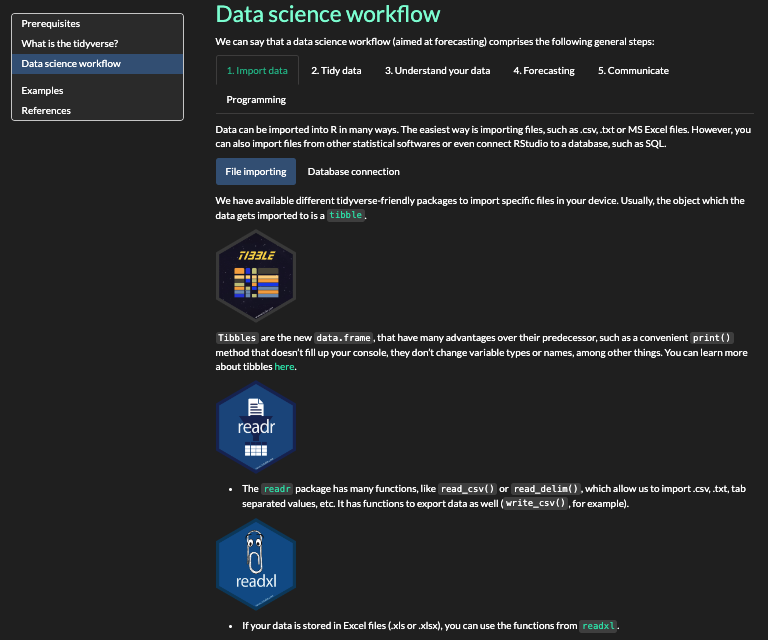 Prerequisites
What is the tidyverse?
Data science workflow
Examples
References
Data science workflow
We can say that a data science workflow (aimed at forecasting) comprises the following general steps:
1. Import data
2. Tidy data
3. Understand your data
4. Forecasting
5. Communicate
Programming
Data can be imported into R in many ways. The easiest way is importing files, such as .csv, .txt or MS Excel files. However, you
can also import files from other statistical softwares or even connect RStudio to a database, such as SQL.
File importing
Database connection
We have available different tidyverse-friendly packages to import specific files in your device. Usually, the object which the
data gets imported to is a tibble.
TIBBLE
Tibbles are the new data.frame, that have many advantages over their predecessor, such as a convenient print()
method that doesn't fill up your console, they don't change variable types or names, among other things. You can learn more
about tibbles here.
readr
• The readr package has many functions, like read_csv() or read_delim(), which allow us to import .csv, .txt, tab
separated values, etc. It has functions to export data as well (write_csv(), for example).
readxl
• If your data is stored in Excel files (.xls or .xlsx), you can use the functions from readxl.